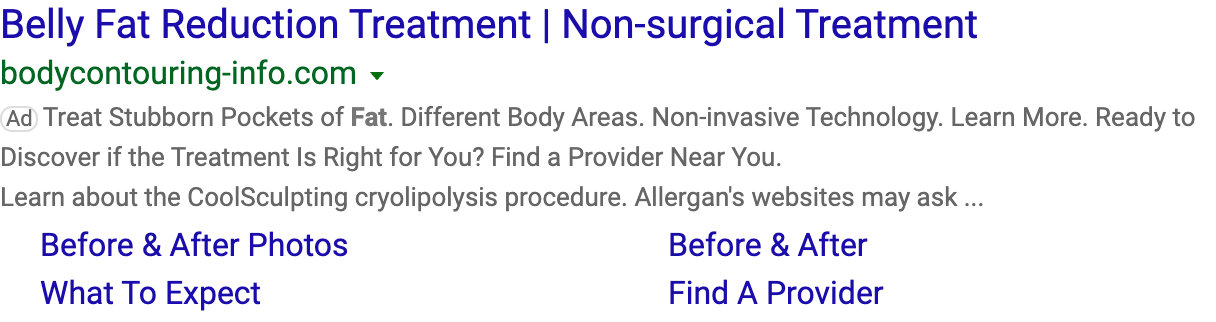 Belly Fat Reduction Treatment | Non-surgical Treatment
bodycontouring-info.com
Ad Treat Stubborn Pockets of Fat. Different Body Areas. Non-invasive Technology. Learn More. Ready to
Discover if the Treatment Is Right for You? Find a Provider Near You.
Learn about the CoolSculpting cryolipolysis procedure. Allergan's websites may ask ...
Before & After Photos Before & After
What To Expect Find A Provider